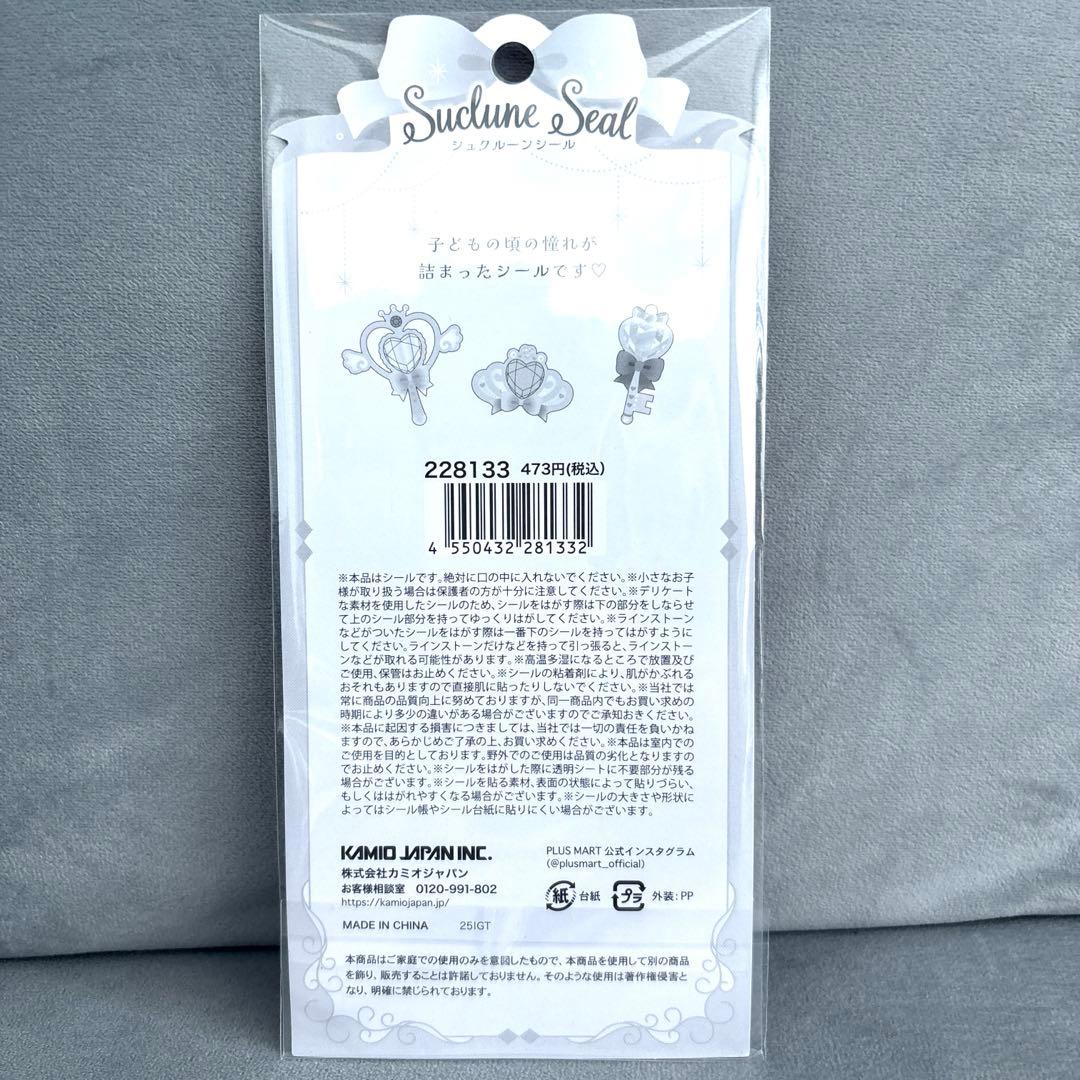 Suclune Seal
シュクルーンシール
子どもの頃の憧れが
詰まったシールです♡
228133 473円(税込)
4 550432 281332
※本品はシールです。絶対に口の中に入れないでください。※小さなお子
様が取り扱う場合は保護者の方が十分に注意してください。※デリケート
な素材を使用したシールのため、シールをはがす際は下の部分をしならせ
て上のシール部分を持ってゆっくりはがしてください。※ラインストーン
などがついたシールをはがす際は一番下のシールを持ってはがすように
してください。ラインストーンだけなどを持って引っ張ると、ラインストー
ンなどが取れる可能性があります。※高温多湿になるところで放置及び
ご使用、保管はお止めください。※シールの粘着剤により、肌がかぶれる
おそれもありますので直接肌に貼ったりしないでください。※当社では
常に商品の品質向上に努めておりますが、同一商品内でもお買い求めの
時期により多少の違いがある場合がございますのでご承知おきください。
※本品に起因する損害につきましては、当社では一切の責任を負いかね
ますので、あらかじめご了承の上、お買い求めください。※本品は室内での
ご使用を目的としております。野外でのご使用は品質の劣化となりますの
でお止めください。※シールをはがした際に透明シートに不要部分が残る
場合がございます。※シールを貼る素材、表面の状態によって貼りづらい、
もしくははがれやすくなる場合がございます。※シールの大きさや形状に
よってはシール帳やシール台紙に貼りにくい場合がございます。
KAMIO JAPAN INC.
株式会社カミオジャパン
お客様相談室 0120-991-802
https://kamiojapan.jp/
MADE IN CHINA 25IGT
PLUS MART 公式インスタグラム
(@plusmart_official)
紙 台紙 プラ 外装:PP
本商品はご家庭での使用のみを意図したもので、本商品を使用して別の商品
を飾り、販売することは許諾しておりません。そのような使用は著作権侵害と
なり、明確に禁じられております。